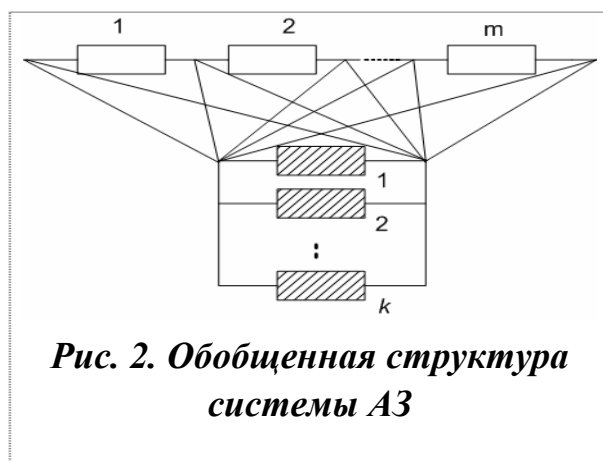 1 2 m
1
2
k
Рис. 2. Обобщенная структура
системы АЗ